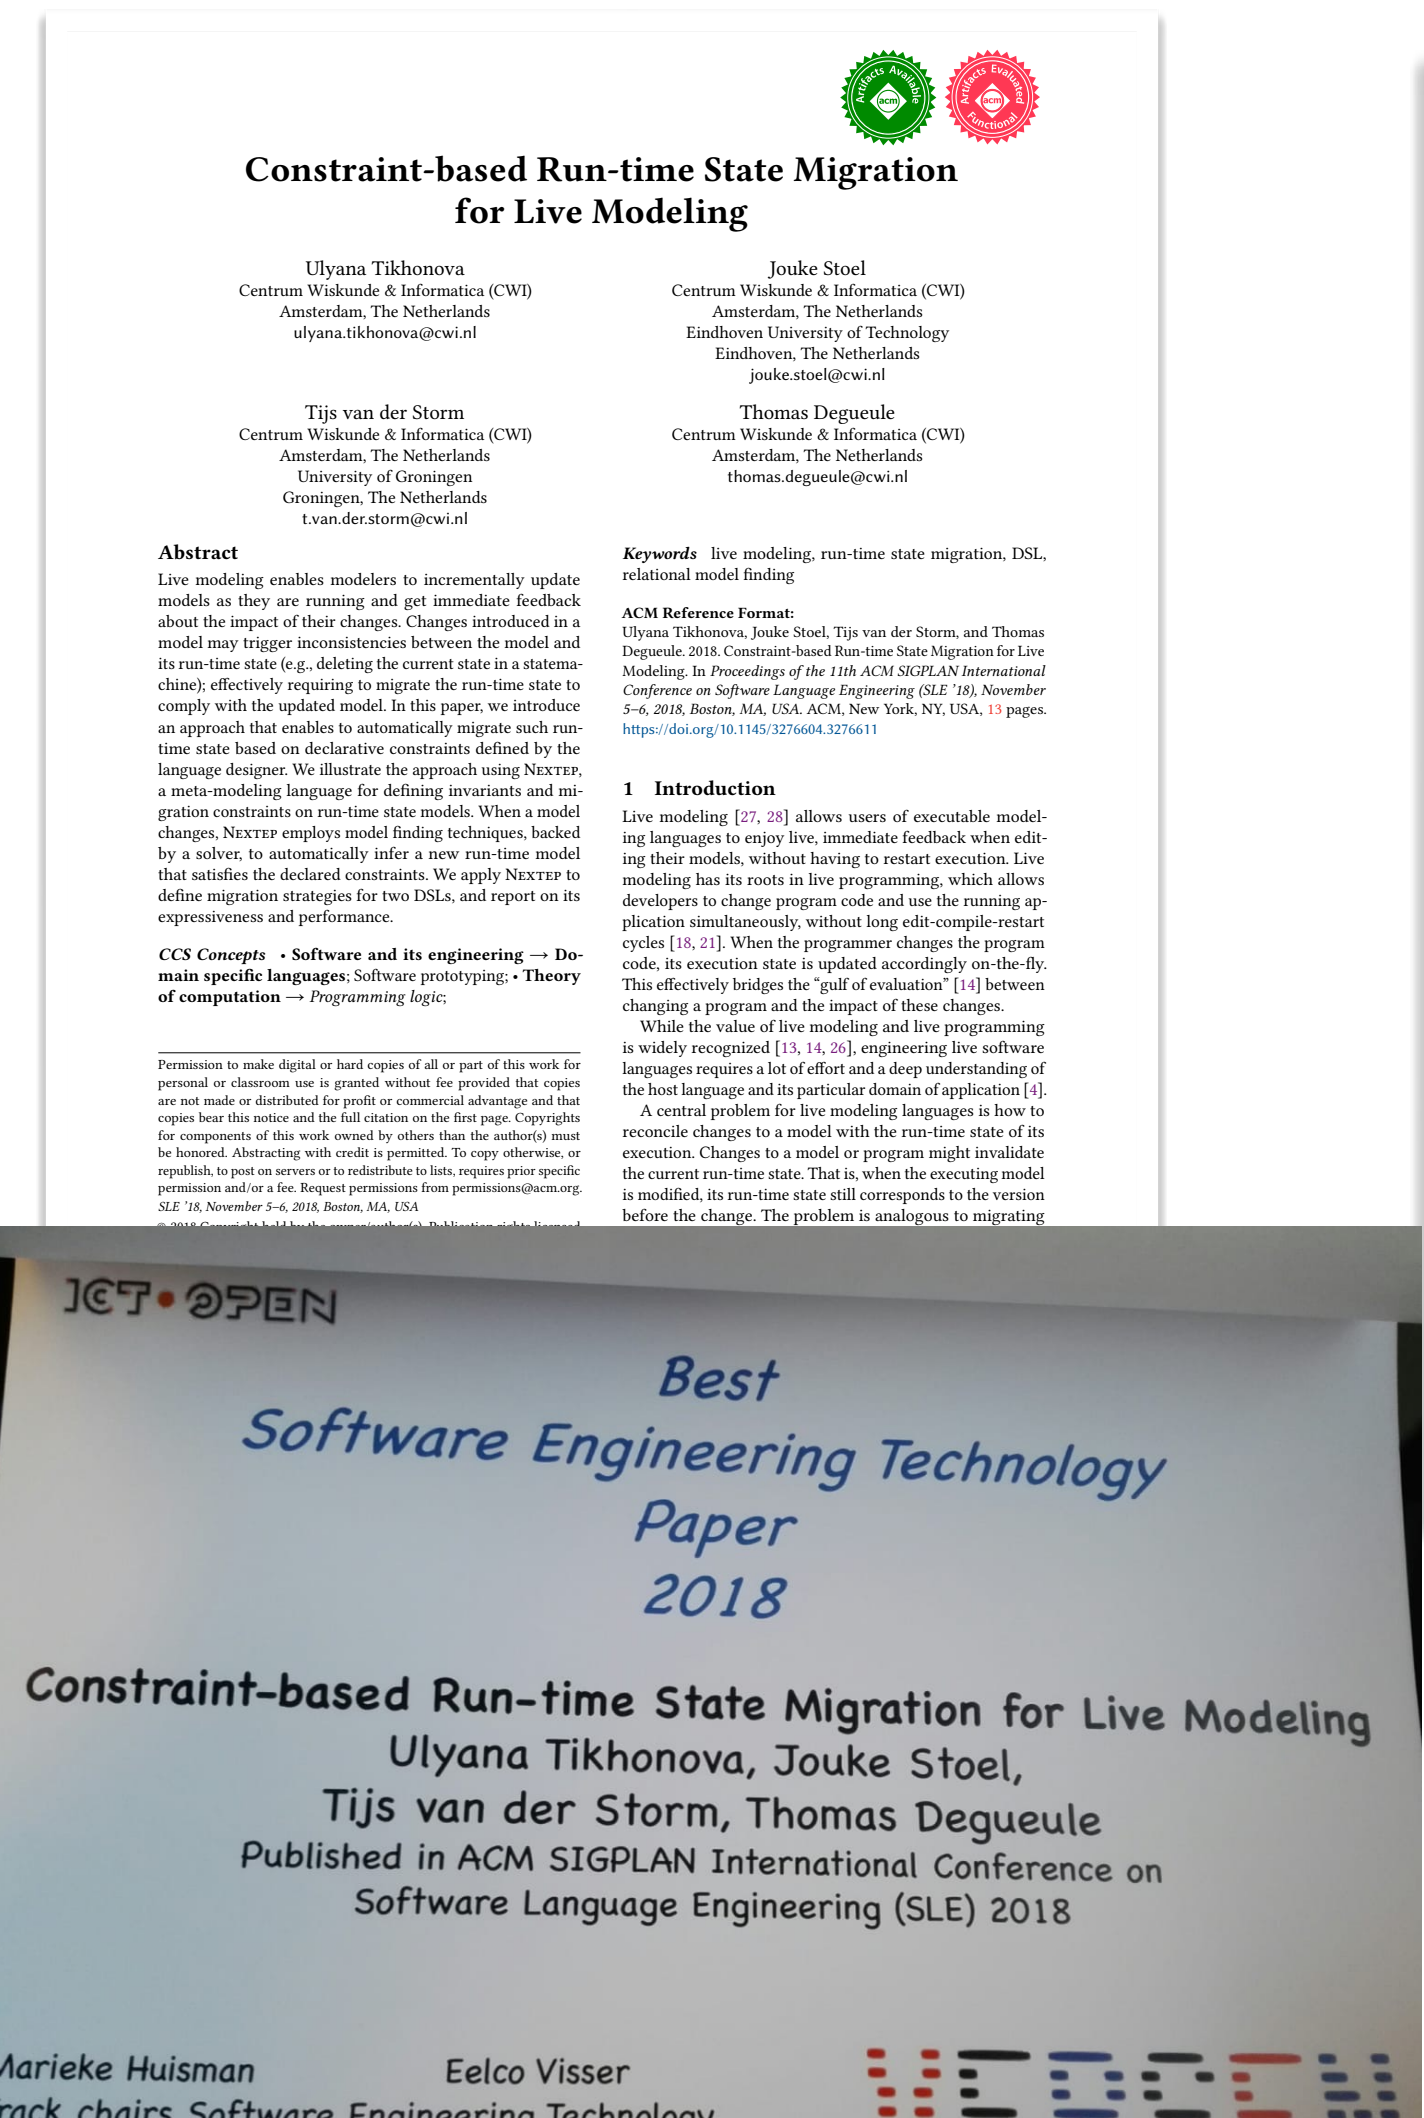 Artifacts Available
acm
Artifacts Evaluated
acm
Functional
Constraint-based Run-time State Migration
for Live Modeling
Ulyana Tikhonova
Centrum Wiskunde & Informatica (CWI)
Amsterdam, The Netherlands
ulyana.tikhonova@cwi.nl
Jouke Stoel
Centrum Wiskunde & Informatica (CWI)
Amsterdam, The Netherlands
Eindhoven University of Technology
Eindhoven, The Netherlands
jouke.stoel@cwi.nl
Tijs van der Storm
Centrum Wiskunde & Informatica (CWI)
Amsterdam, The Netherlands
University of Groningen
Groningen, The Netherlands
t.van.der.storm@cwi.nl
Thomas Degueule
Centrum Wiskunde & Informatica (CWI)
Amsterdam, The Netherlands
thomas.degueule@cwi.nl
Abstract
Live modeling enables modelers to incrementally update
models as they are running and get immediate feedback
about the impact of their changes. Changes introduced in a
model may trigger inconsistencies between the model and
its run-time state (e.g., deleting the current state in a statema-
chine); effectively requiring to migrate the run-time state to
comply with the updated model. In this paper, we introduce
an approach that enables to automatically migrate such run-
time state based on declarative constraints defined by the
language designer. We illustrate the approach using Nextep,
a meta-modeling language for defining invariants and mi-
gration constraints on run-time state models. When a model
changes, Nextep employs model finding techniques, backed
by a solver, to automatically infer a new run-time model
that satisfies the declared constraints. We apply Nextep to
define migration strategies for two DSLs, and report on its
expressiveness and performance.
CCS Concepts • Software and its engineering → Do-
main specific languages; Software prototyping; • Theory
of computation → Programming logic;
Permission to make digital or hard copies of all or part of this work for
personal or classroom use is granted without fee provided that copies
are not made or distributed for profit or commercial advantage and that
copies bear this notice and the full citation on the first page. Copyrights
for components of this work owned by others than the author(s) must
be honored. Abstracting with credit is permitted. To copy otherwise, or
republish, to post on servers or to redistribute to lists, requires prior specific
permission and/or a fee. Request permissions from permissions@acm.org.
SLE '18, November 5–6, 2018, Boston, MA, USA
© 2018 Copyright held by the owner/author(s). Publication rights licensed
Keywords live modeling, run-time state migration, DSL,
relational model finding
ACM Reference Format:
Ulyana Tikhonova, Jouke Stoel, Tijs van der Storm, and Thomas
Degueule. 2018. Constraint-based Run-time State Migration for Live
Modeling. In Proceedings of the 11th ACM SIGPLAN International
Conference on Software Language Engineering (SLE '18), November
5–6, 2018, Boston, MA, USA. ACM, New York, NY, USA, 13 pages.
https://doi.org/10.1145/3276604.3276611
1 Introduction
Live modeling [27, 28] allows users of executable model-
ing languages to enjoy live, immediate feedback when edit-
ing their models, without having to restart execution. Live
modeling has its roots in live programming, which allows
developers to change program code and use the running ap-
plication simultaneously, without long edit-compile-restart
cycles [18, 21]. When the programmer changes the program
code, its execution state is updated accordingly on-the-fly.
This effectively bridges the “gulf of evaluation” [14] between
changing a program and the impact of these changes.
While the value of live modeling and live programming
is widely recognized [13, 14, 26], engineering live software
languages requires a lot of effort and a deep understanding of
the host language and its particular domain of application [4].
A central problem for live modeling languages is how to
reconcile changes to a model with the run-time state of its
execution. Changes to a model or program might invalidate
the current run-time state. That is, when the executing model
is modified, its run-time state still corresponds to the version
before the change. The problem is analogous to migrating
ICT•OPEN
Best
Software Engineering Technology
Paper
2018
Constraint-based Run-time State Migration for Live Modeling
Ulyana Tikhonova, Jouke Stoel,
Tijs van der Storm, Thomas Degueule
Published in ACM SIGPLAN International Conference on
Software Language Engineering (SLE) 2018
Marieke Huisman
Eelco Visser
Track chairs Software Engineering Technology
VERSEN